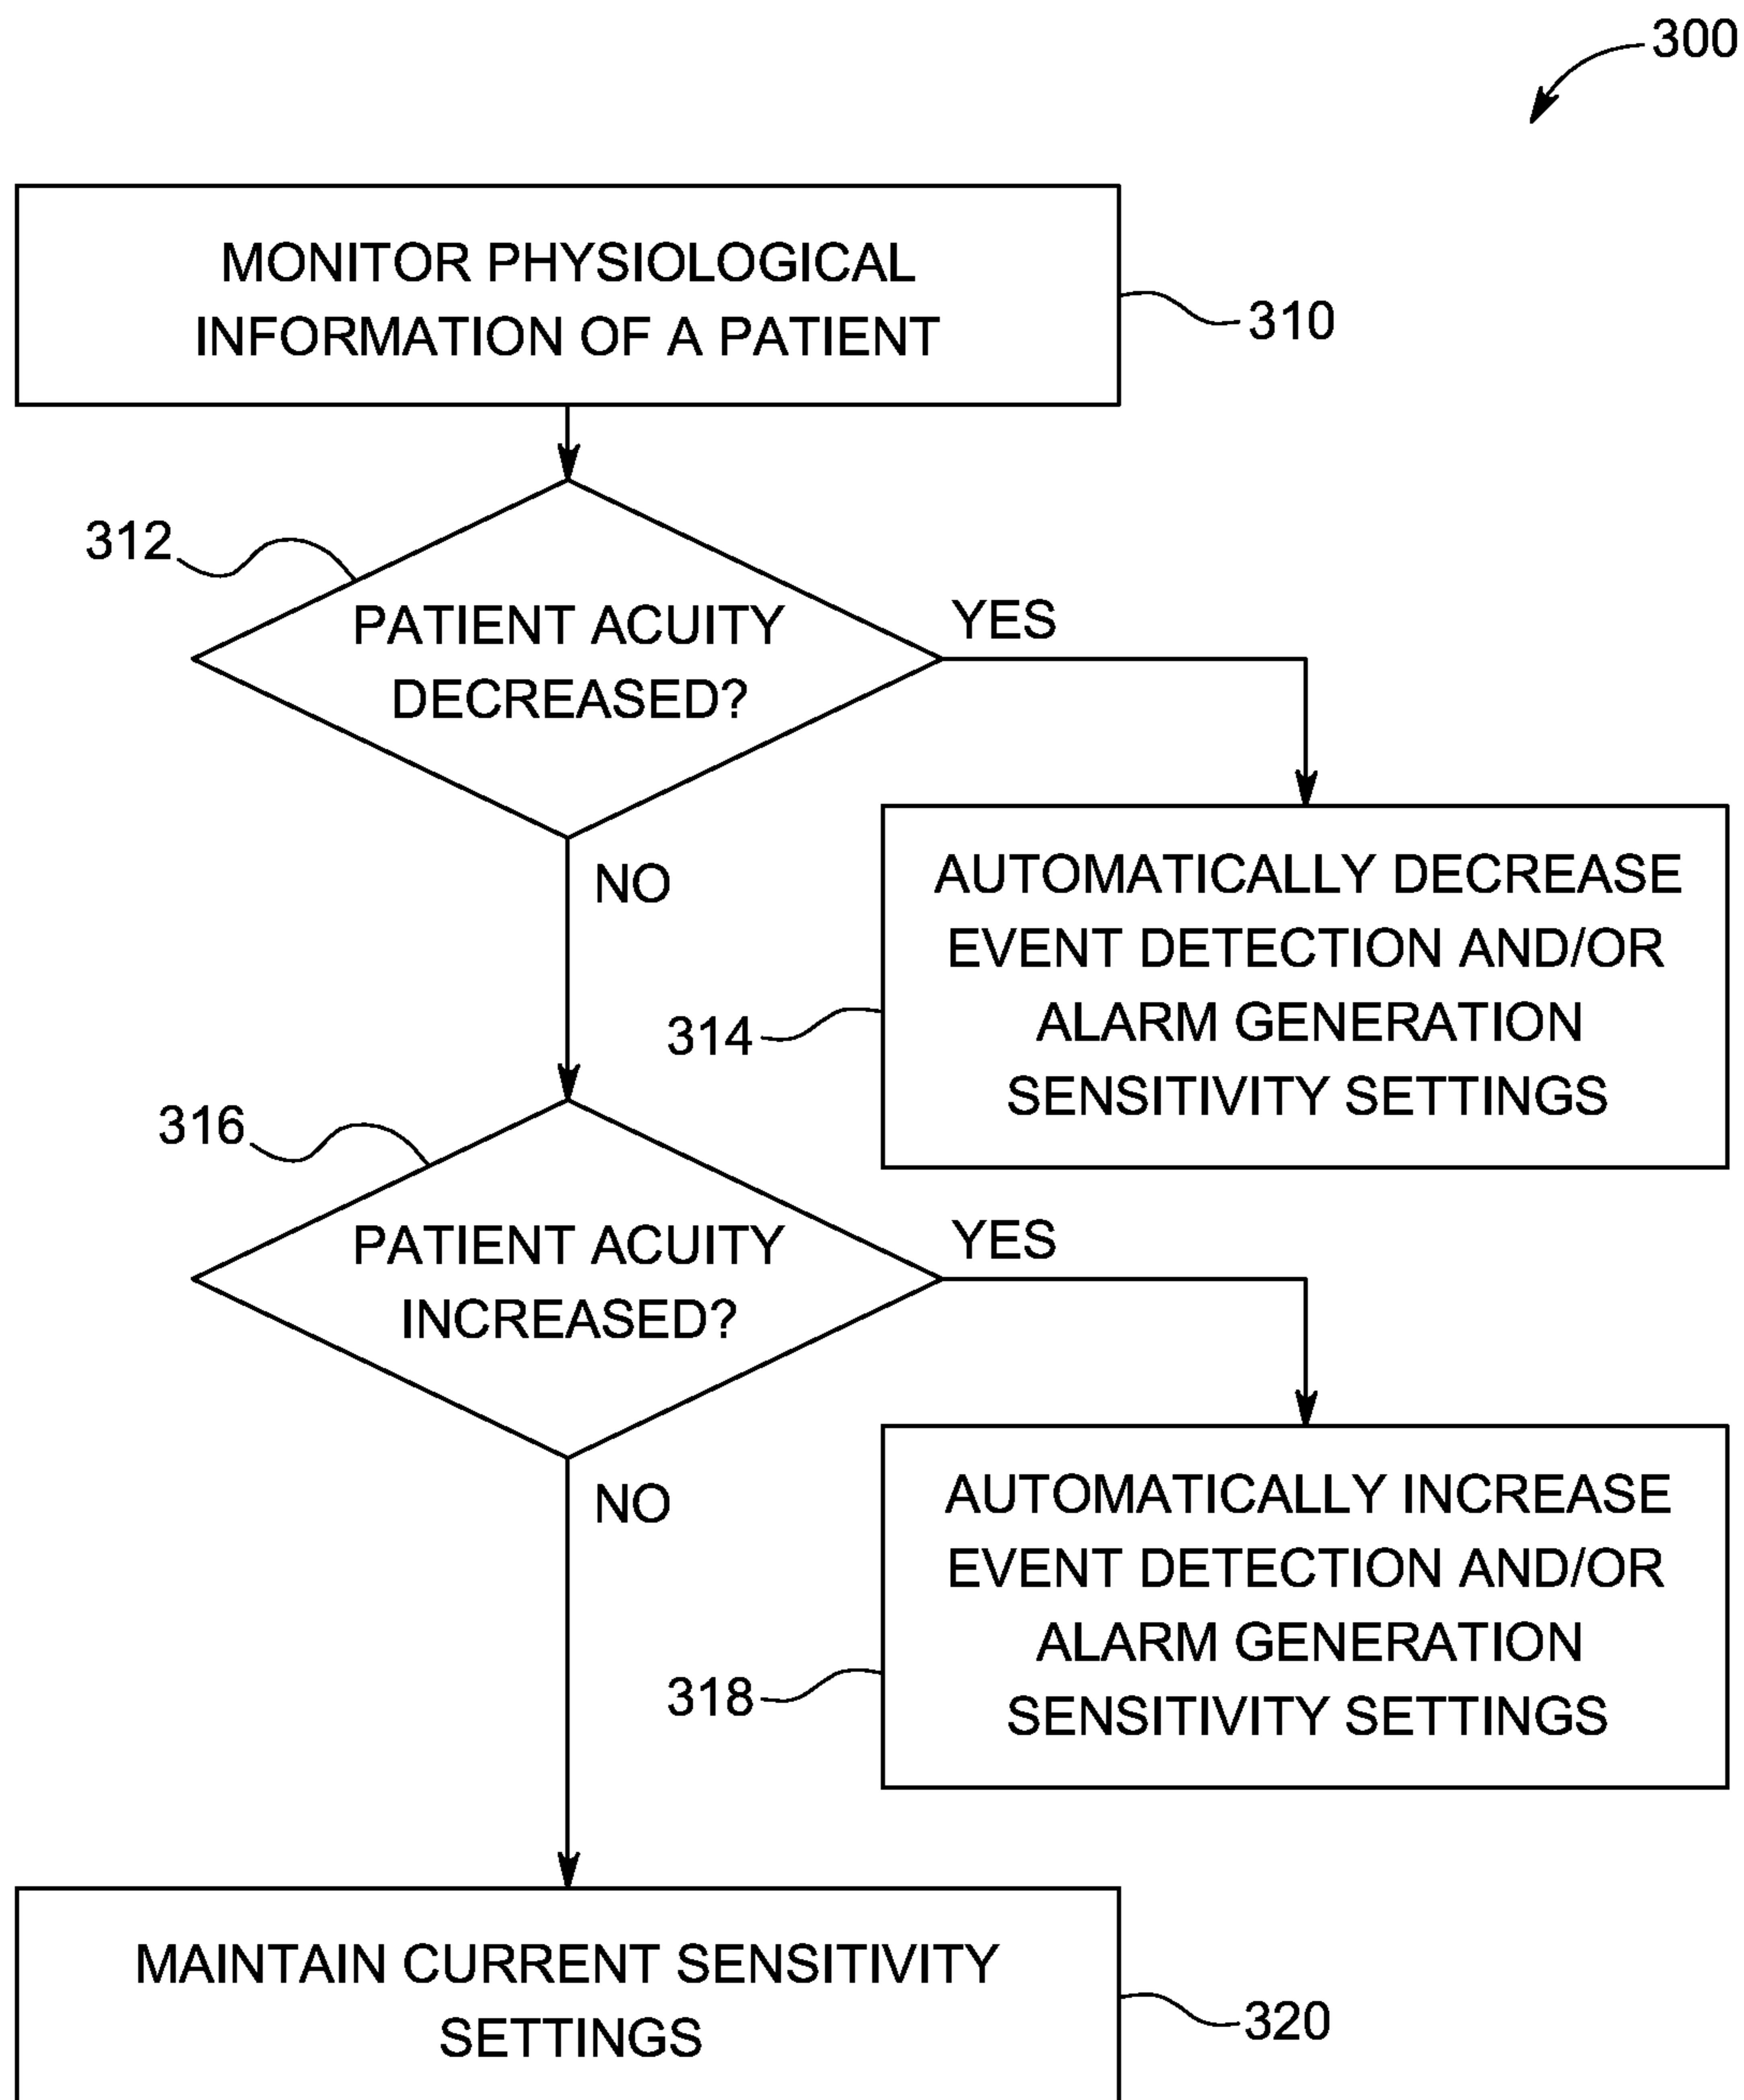 300
MONITOR PHYSIOLOGICAL
INFORMATION OF A PATIENT
310
312
PATIENT ACUITY
DECREASED?
YES
NO
AUTOMATICALLY DECREASE
EVENT DETECTION AND/OR
ALARM GENERATION
SENSITIVITY SETTINGS
314
316
PATIENT ACUITY
INCREASED?
YES
NO
AUTOMATICALLY INCREASE
EVENT DETECTION AND/OR
ALARM GENERATION
SENSITIVITY SETTINGS
318
MAINTAIN CURRENT SENSITIVITY
SETTINGS
320